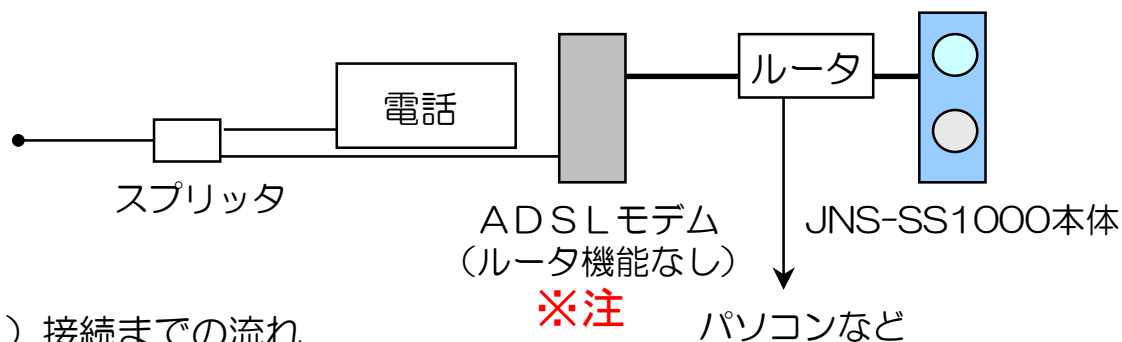 ルータ
電話
スプリッタ
ＡＤＳＬモデム
（ルータ機能なし）
※注
JNS-SS1000本体
パソコンなど
）接続までの流れ